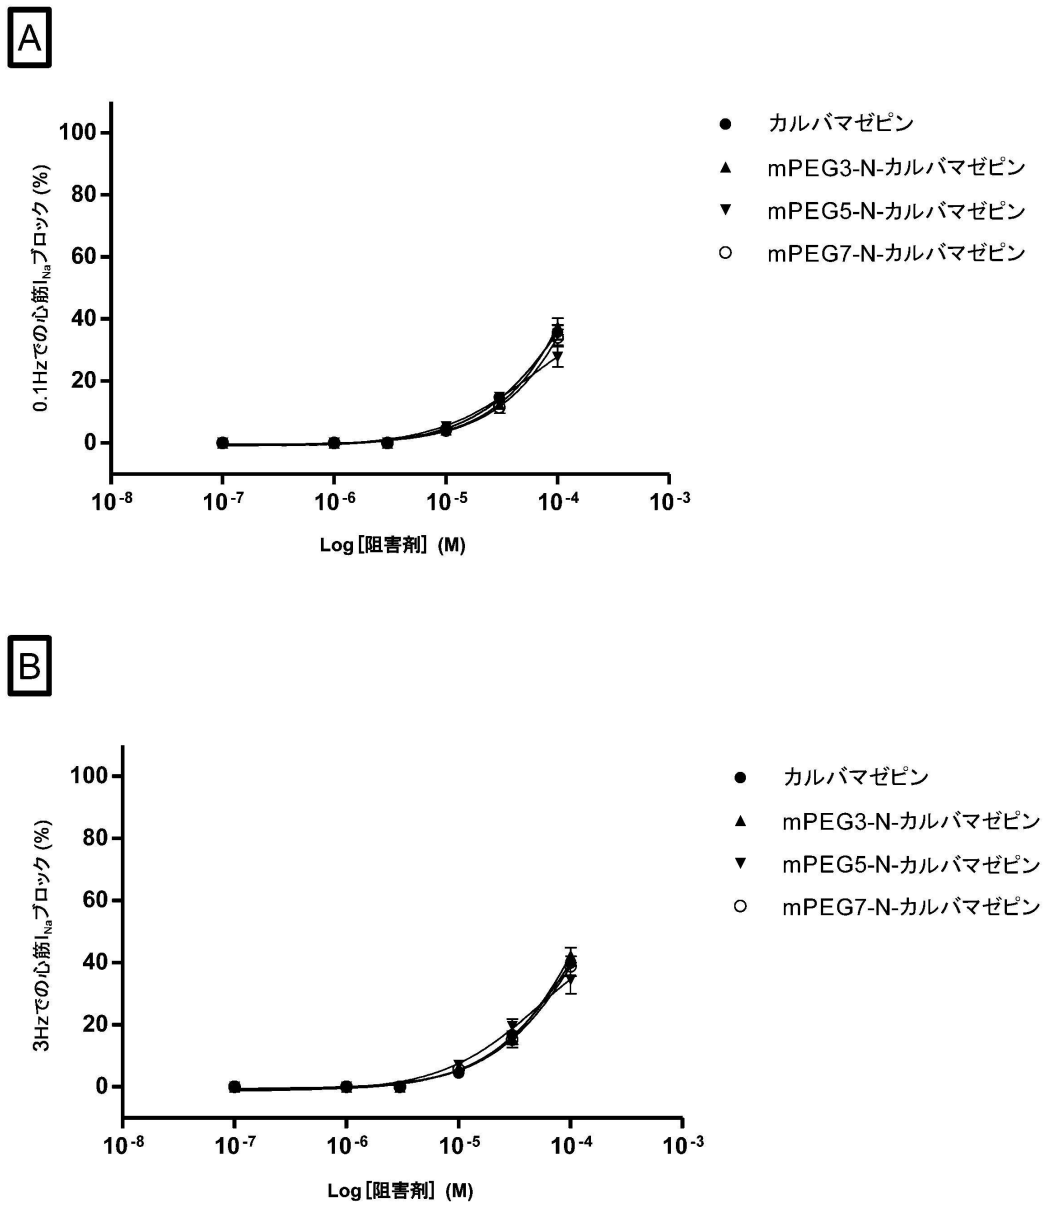 A
0.1Hzでの心筋INaブロック (%)
100
80
60
40
20
0
10-8
10-7
10-6
10-5
10-4
10-3
Log [阻害剤] (M)
カルバマゼピン
mPEG3-N-カルバマゼピン
mPEG5-N-カルバマゼピン
mPEG7-N-カルバマゼピン
B
3Hzでの心筋INaブロック (%)
100
80
60
40
20
0
10-8
10-7
10-6
10-5
10-4
10-3
Log [阻害剤] (M)
カルバマゼピン
mPEG3-N-カルバマゼピン
mPEG5-N-カルバマゼピン
mPEG7-N-カルバマゼピン